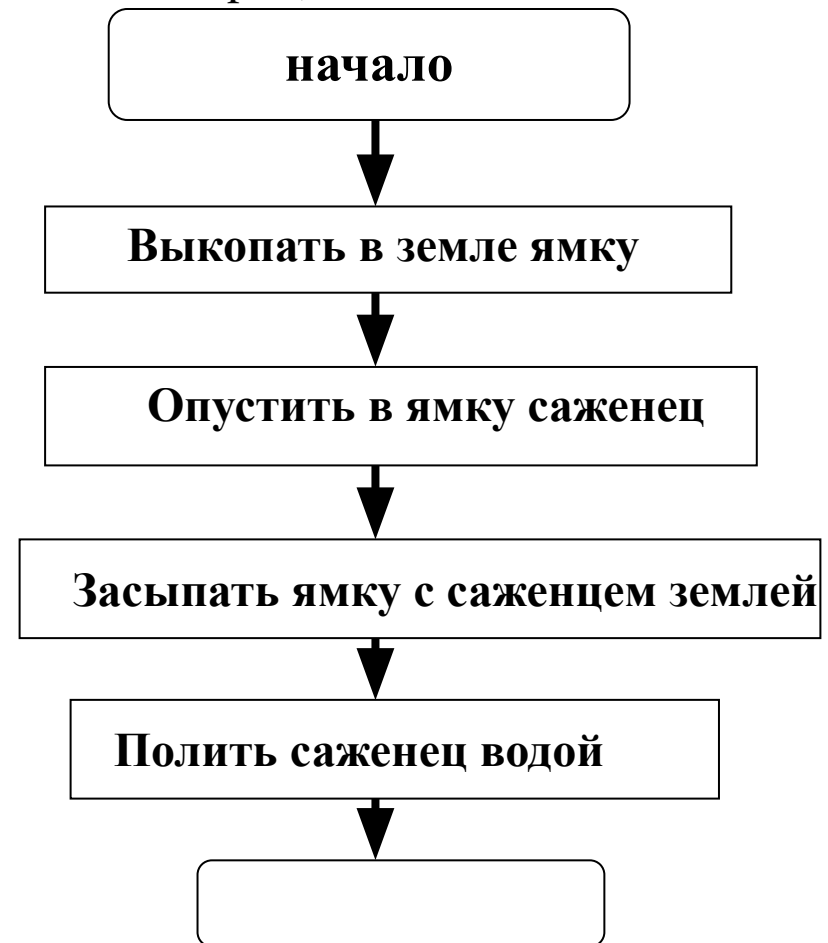 начало
Выкопать в земле ямку
Опустить в ямку саженец
Засыпать ямку с саженцем землей
Полить саженец водой